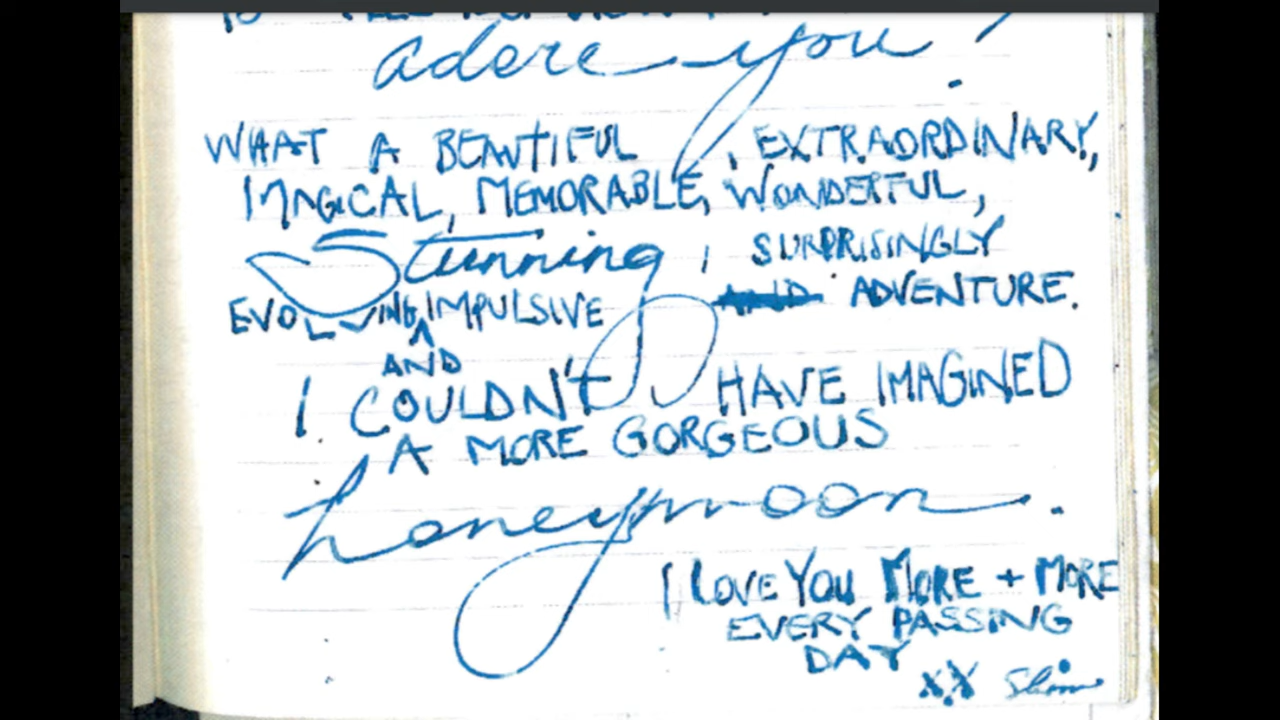 adore you!
WHAT A BEAUTIFUL, EXTRAORDINARY,
MAGICAL, MEMORABLE, WONDERFUL,
Stunning, SURPRISINGLY
EVOLVING, IMPULSIVE ADVENTURE.
AND
I COULDN't HAVE IMAGINED
A MORE GORGEOUS
honeymoon.
I LOVE YOU MORE + MORE
EVERY PASSING
DAY
XX